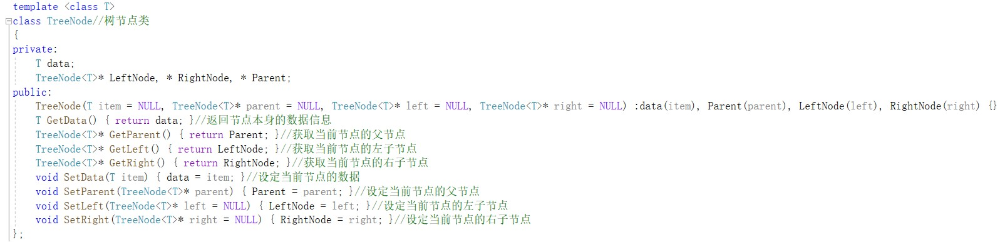 template <class T>
class TreeNode//树节点类
{
private:
    T data;
    TreeNode<T>* LeftNode, * RightNode, * Parent;
public:
    TreeNode(T item = NULL, TreeNode<T>* parent = NULL, TreeNode<T>* left = NULL, TreeNode<T>* right = NULL) :data(item), Parent(parent), LeftNode(left), RightNode(right) {}
    T GetData() { return data; }//返回节点本身的数据信息
    TreeNode<T>* GetParent() { return Parent; }//获取当前节点的父节点
    TreeNode<T>* GetLeft() { return LeftNode; }//获取当前节点的左子节点
    TreeNode<T>* GetRight() { return RightNode; }//获取当前节点的右子节点
    void SetData(T item) { data = item; }//设定当前节点的数据
    void SetParent(TreeNode<T>* parent) { Parent = parent; }//设定当前节点的父节点
    void SetLeft(TreeNode<T>* left = NULL) { LeftNode = left; }//设定当前节点的左子节点
    void SetRight(TreeNode<T>* right = NULL) { RightNode = right; }//设定当前节点的右子节点
};